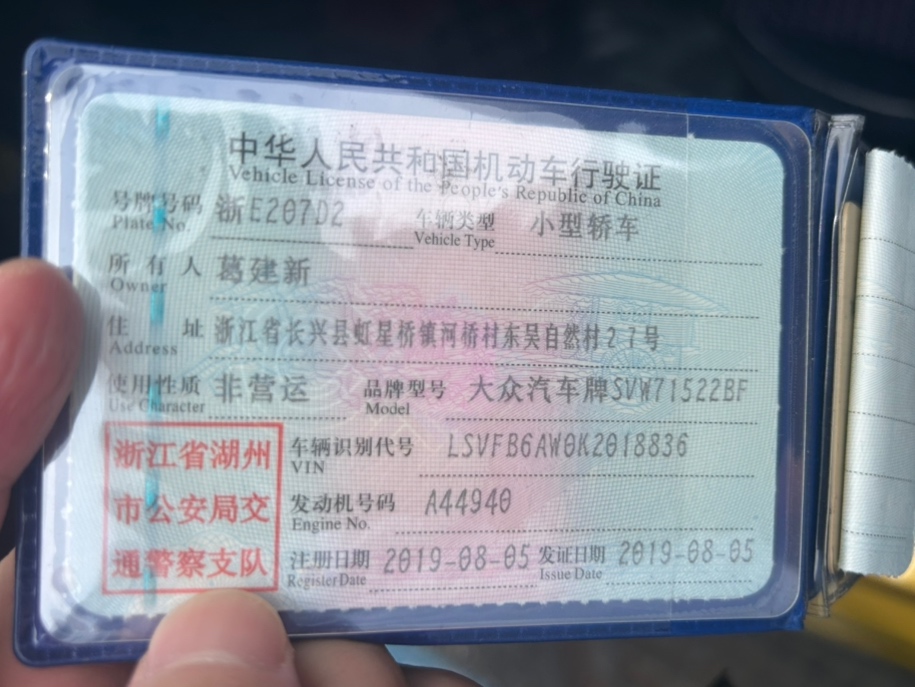 中华人民共和国机动车行驶证
Vehicle License of the People's Republic of China
号牌号码 浙E207D2 车辆类型 小型轿车
Plate No. Vehicle Type
所有人 葛建新
Owner
住址 浙江省长兴县虹星桥镇河桥村东吴自然村27号
Address
使用性质 非营运 品牌型号 大众汽车牌SVW71522BF
Use Character Model
浙江省湖州
市公安局交
通警察支队
车辆识别代号 LSVFB6AW0K2018836
VIN
发动机号码 A44940
Engine No.
注册日期 2019-08-05 发证日期 2019-08-05
Register Date Issue Date